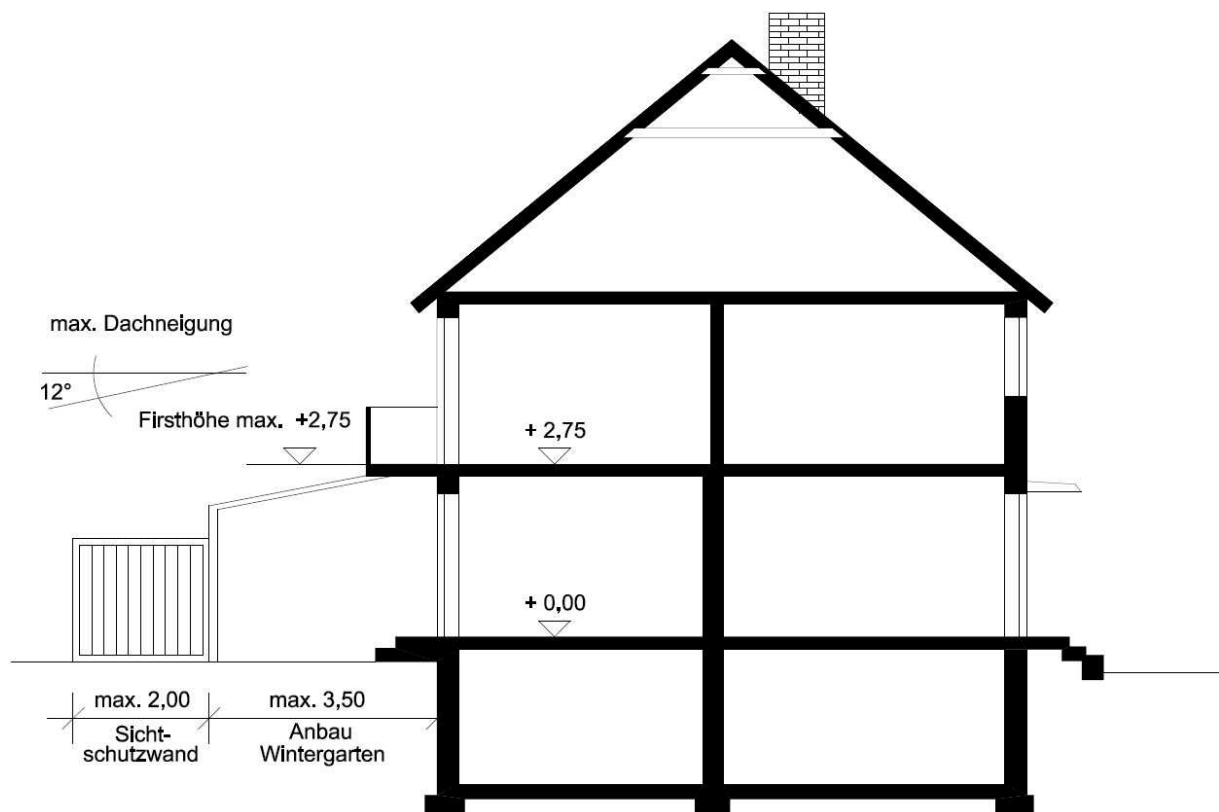 max. Dachneigung
12°
Firsthöhe max. +2,75
+ 2,75
+ 0,00
max. 2,00
Sicht-
schutzwand
max. 3,50
Anbau
Wintergarten